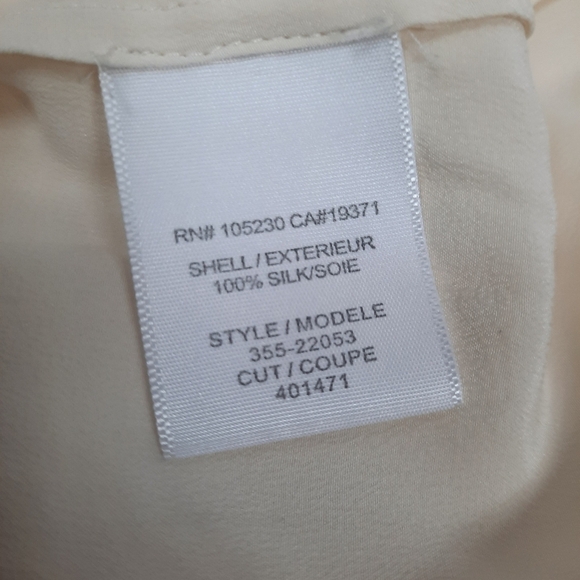 RN# 105230 CA#19371
SHELL / EXTERIEUR
100% SILK/SOIE
STYLE / MODELE
355-22053
CUT / COUPE
401471